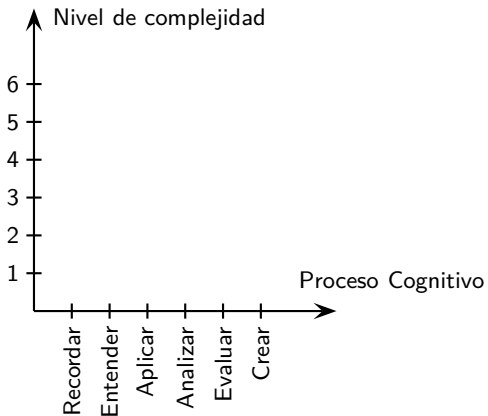 Nivel de complejidad
6
5
4
3
2
1
Proceso Cognitivo
Recordar
Entender
Aplicar
Analizar
Evaluar
Crear